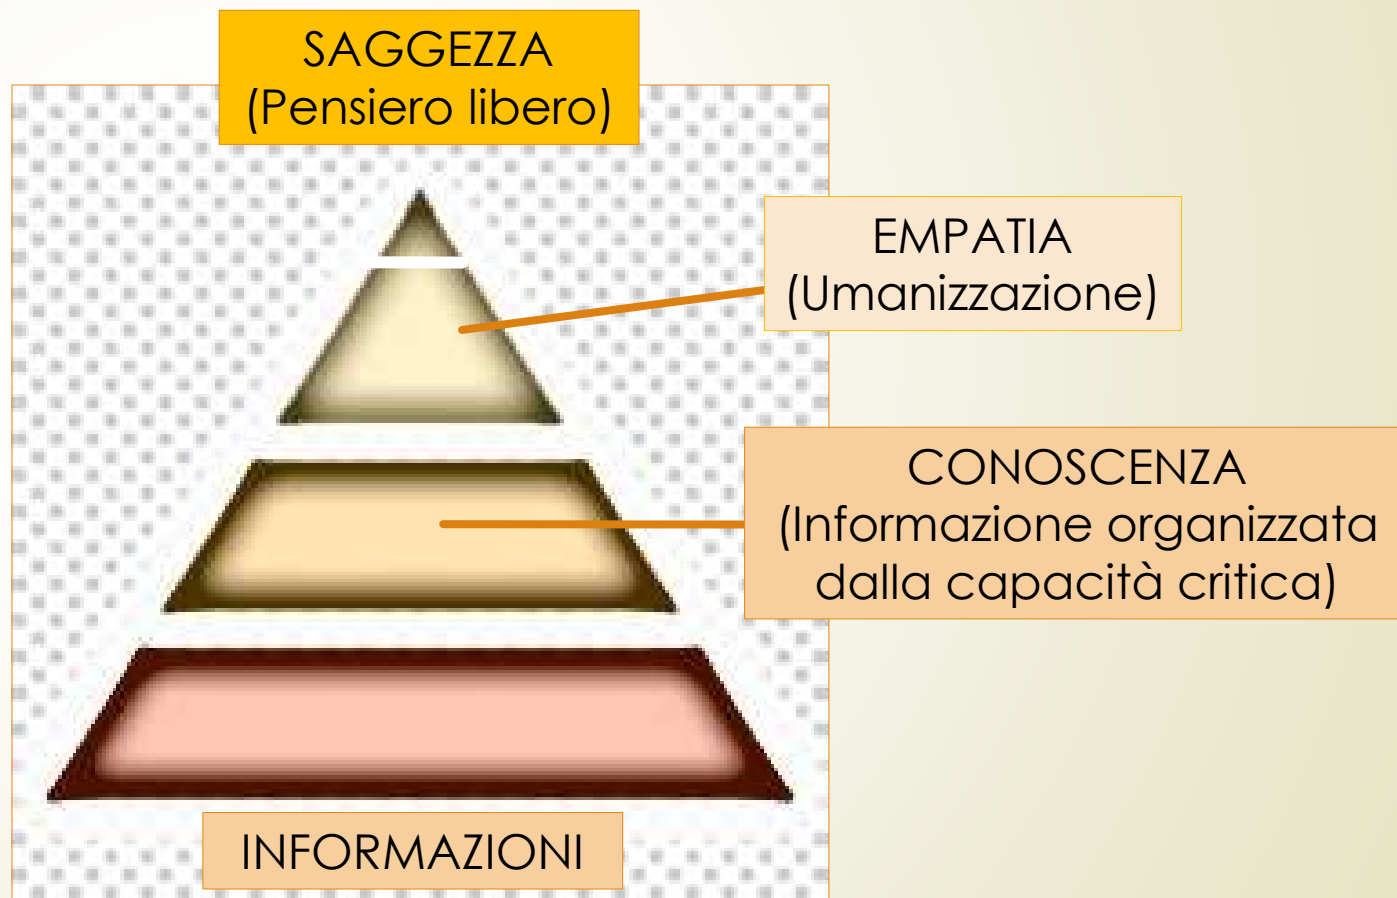 SAGGEZZA
(Pensiero libero)
EMPATIA
(Umanizzazione)
CONOSCENZA
(Informazione organizzata
dalla capacità critica)
INFORMAZIONI